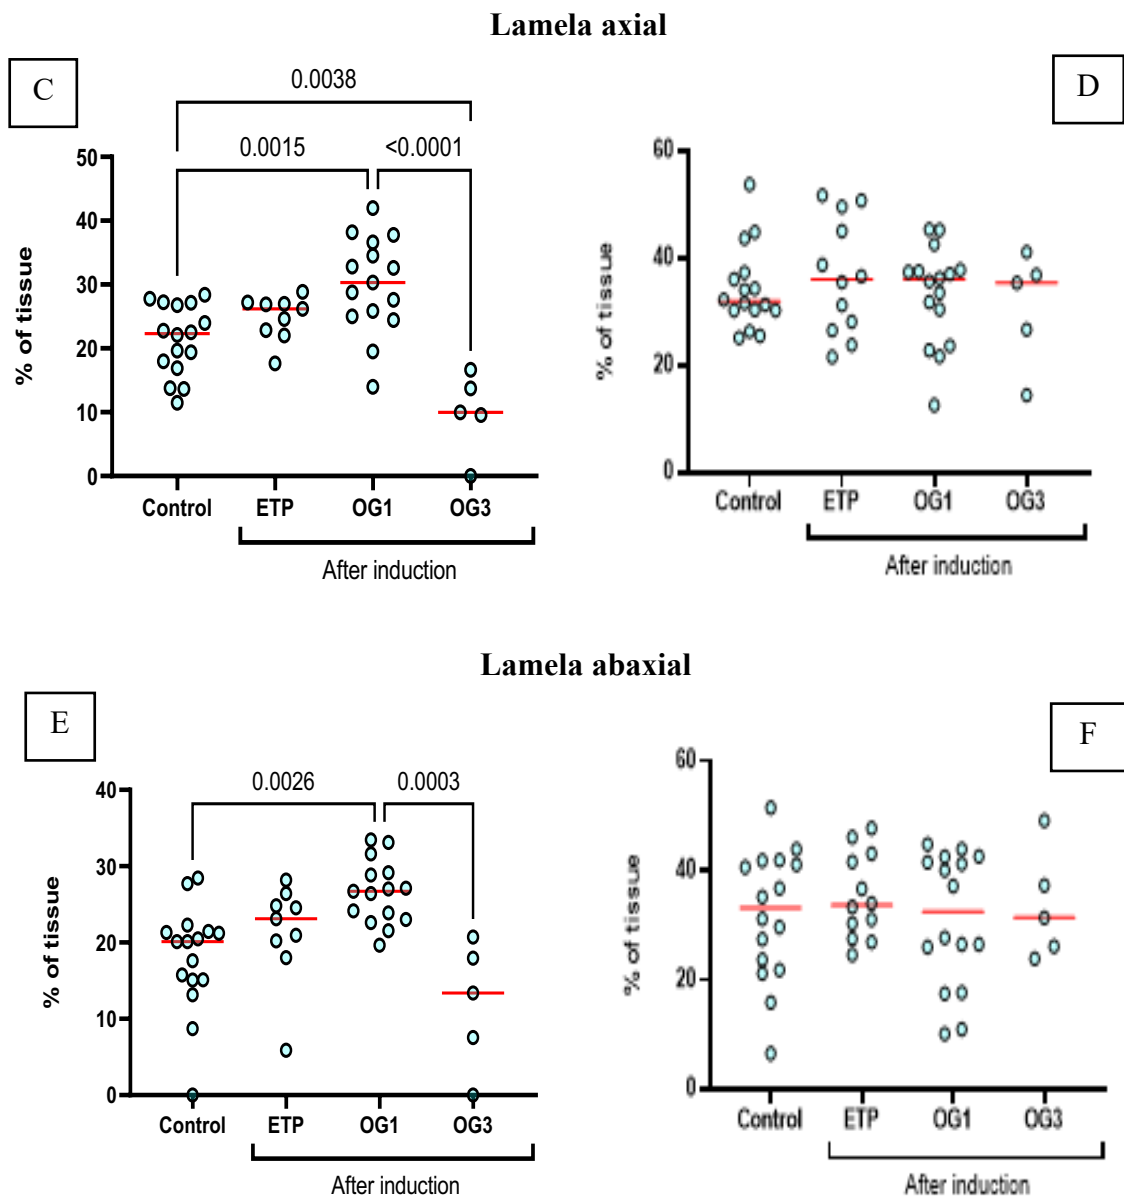 Lamela axial
C
0.0038
0.0015
<0.0001
50
40
30
20
10
0
% of tissue
Control
ETP
OG1
OG3
After induction
D
60
40
20
0
% of tissue
Control
ETP
OG1
OG3
After induction
Lamela abaxial
E
0.0026
0.0003
40
30
20
10
0
% of tissue
Control
ETP
OG1
OG3
After induction
F
60
40
20
0
% of tissue
Control
ETP
OG1
OG3
After induction